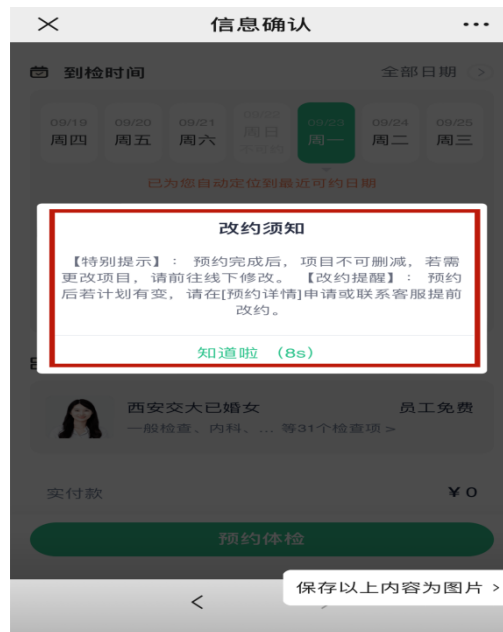 信息确认
到检时间 全部日期
09/19 09/20 09/21 09/22 09/23 09/24 09/25
周四 周五 周六 周日 周一 周二 周三
不可约
已为您自动定位到最近可约日期
改约须知
【特别提示】：预约完成后，项目不可删减，若需
更改项目，请前往线下修改。【改约提醒】：预约
后若计划有变，请在[预约详情]申请或联系客服提前
改约。
知道啦 (8s)
西安交大已婚女 员工免费
一般检查、内科、... 等31个检查项 >
实付款 ¥0
预约体检
保存以上内容为图片 >